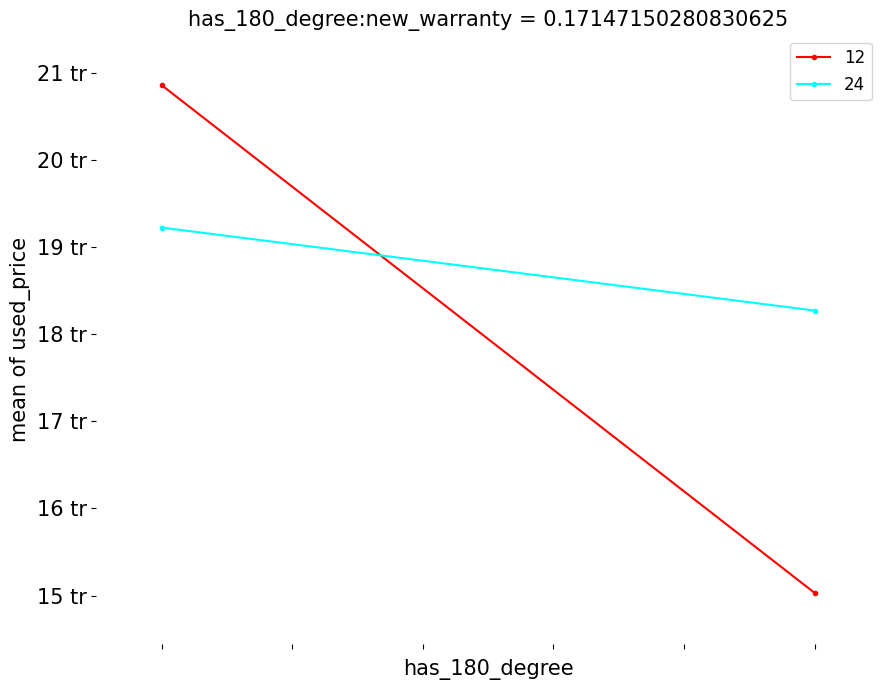 has_180_degree:new_warranty = 0.17147150280830625
12
24
21 tr
20 tr
19 tr
18 tr
17 tr
16 tr
15 tr
mean of used_price
has_180_degree